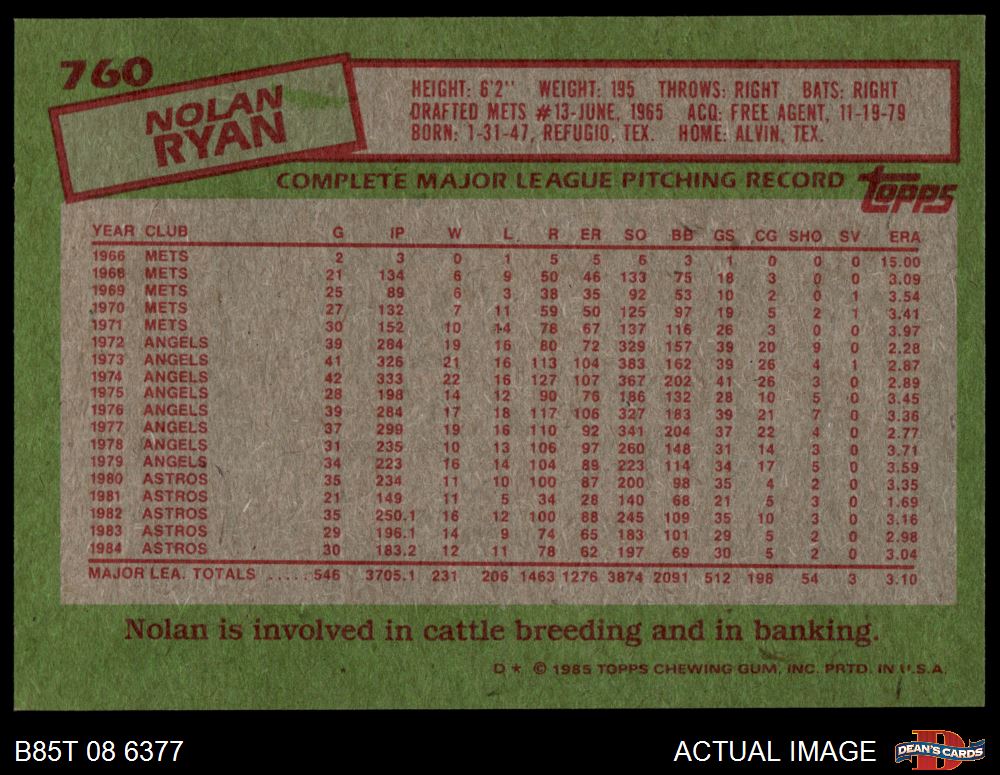 760
NOLAN
RYAN
HEIGHT: 6'2" WEIGHT: 195 THROWS: RIGHT BATS: RIGHT
DRAFTED METS #13-JUNE, 1965 ACQ: FREE AGENT, 11-19-79
BORN: 1-31-47, REFUGIO, TEX. HOME: ALVIN, TEX.
COMPLETE MAJOR LEAGUE PITCHING RECORD topps
YEAR CLUB G IP W L R ER SO BB GS CG SHO SV ERA
1966 METS 2 3 0 1 5 5 6 3 1 0 0 0 15.00
1968 METS 21 134 6 9 50 46 133 75 18 3 0 0 3.09
1969 METS 25 89 6 3 38 35 92 53 10 2 0 1 3.54
1970 METS 27 132 7 11 59 50 125 97 19 5 2 1 3.41
1971 METS 30 152 10 14 78 67 137 116 26 3 0 0 3.97
1972 ANGELS 39 284 19 16 80 72 329 157 39 20 9 0 2.28
1973 ANGELS 41 326 21 16 113 104 383 162 39 26 4 1 2.87
1974 ANGELS 42 333 22 16 127 107 367 202 41 26 3 0 2.89
1975 ANGELS 28 198 14 12 90 76 186 132 28 10 5 0 3.45
1976 ANGELS 39 284 17 18 117 106 327 183 39 21 7 0 3.36
1977 ANGELS 37 299 19 16 110 92 341 204 37 22 4 0 2.77
1978 ANGELS 31 235 10 13 106 97 260 148 31 14 3 0 3.71
1979 ANGELS 34 223 16 14 104 89 223 114 34 17 5 0 3.59
1980 ASTROS 35 234 11 10 100 87 200 98 35 4 2 0 3.35
1981 ASTROS 21 149 11 5 34 28 140 68 21 5 3 0 1.69
1982 ASTROS 35 250.1 16 12 100 88 245 109 35 10 3 0 3.16
1983 ASTROS 29 196.1 14 9 74 65 183 101 29 5 2 0 2.98
1984 ASTROS 30 183.2 12 11 78 62 197 69 30 5 2 0 3.04
MAJOR LEA. TOTALS ..... 546 3705.1 231 206 1463 1276 3874 2091 512 198 54 3 3.10
Nolan is involved in cattle breeding and in banking.
D * © 1985 TOPPS CHEWING GUM, INC. PRTD. IN U.S.A.
B85T 08 6377 ACTUAL IMAGE DEAN'S CARDS